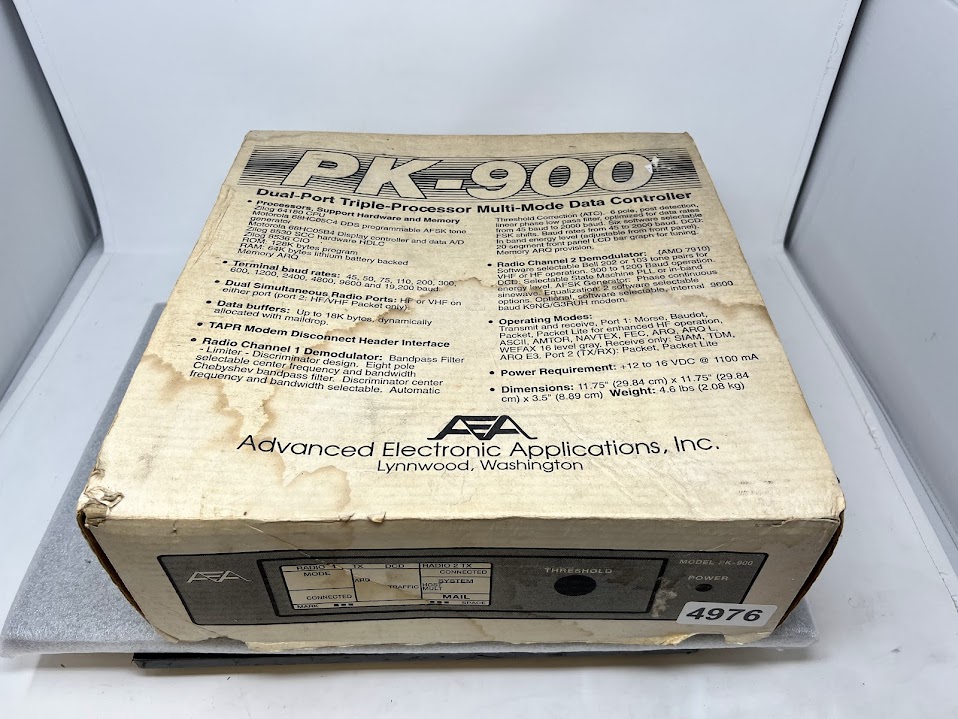 PK-900
Dual-Port Triple-Processor Multi-Mode Data Controller
• Processors, Support Hardware and Memory
Zilog 64180 CPU
Motorola 68HC05C4 DDS programmable AFSK tone
Generator
Motorola 68HC05B4 Display controller and data A/D
Zilog 8530 SCC hardware HDLC
Zilog 8536 CIO
ROM: 128K bytes program
RAM: 64K bytes lithium battery backed
Memory ARQ
• Terminal baud rates: 45, 50, 75, 110, 200, 300,
600, 1200, 2400, 4800, 9600 and 19,200 baud
• Dual Simultaneous Radio Ports: HF or VHF on
either port (port 2: HF/VHF Packet only)
• Data buffers: Up to 18K bytes, dynamically
allocated with maildrop.
• TAPR Modem Disconnect Header Interface
• Radio Channel 1 Demodulator: Bandpass Filter
- Limiter - Discriminator design. Eight pole
Chebyshev bandpass filter. Discriminator center
selectable center frequency and bandwidth
frequency and bandwidth selectable. Automatic
Threshold Correction (ATC). 6 pole, post detection,
linear phase low pass filter, optimized for data rates
from 45 baud to 2000 baud. Six software selectable
FSK shifts. Baud rates from 45 to 2000 baud. DCD:
In band energy level (adjustable from front panel).
20 segment front panel LCD bar graph for tuning.
Memory ARQ provision.
• Radio Channel 2 Demodulator: (AMD 7910)
Software selectable Bell 202 or 103 tone pairs for
VHF or HF operation. 300 to 1200 Baud operation.
DCD: Selectable State Machine PLL or in-band
energy level. AFSK Generator: Phase continuous
sinewave. Equalization: 2 software selectable
options. Optional, software selectable, internal 9600
baud K9NG/G3RUH modem.
• Operating Modes:
Transmit and receive, Port 1: Morse, Baudot,
Packet, Packet Lite for enhanced HF operation,
ASCII, AMTOR, NAVTEX, FEC, ARQ, ARQ L,
WEFAX 16 level gray. Receive only: SIAM, TDM,
ARQ E3. Port 2 (TX/RX): Packet, Packet Lite
• Power Requirement: +12 to 16 VDC @ 1100 mA
• Dimensions: 11.75" (29.84 cm) x 11.75" (29.84
cm) x 3.5" (8.89 cm) Weight: 4.6 lbs (2.08 kg)
AEA
Advanced Electronic Applications, Inc.
Lynnwood, Washington
AEA
RADIO 1 TX DCD RADIO 2 TX
MODE CONNECTED
ARQ SYSTEM
TRAFFIC HOST
MULT
CONNECTED MAIL
MARK SPACE
THRESHOLD
MODEL PK-900
POWER
4976